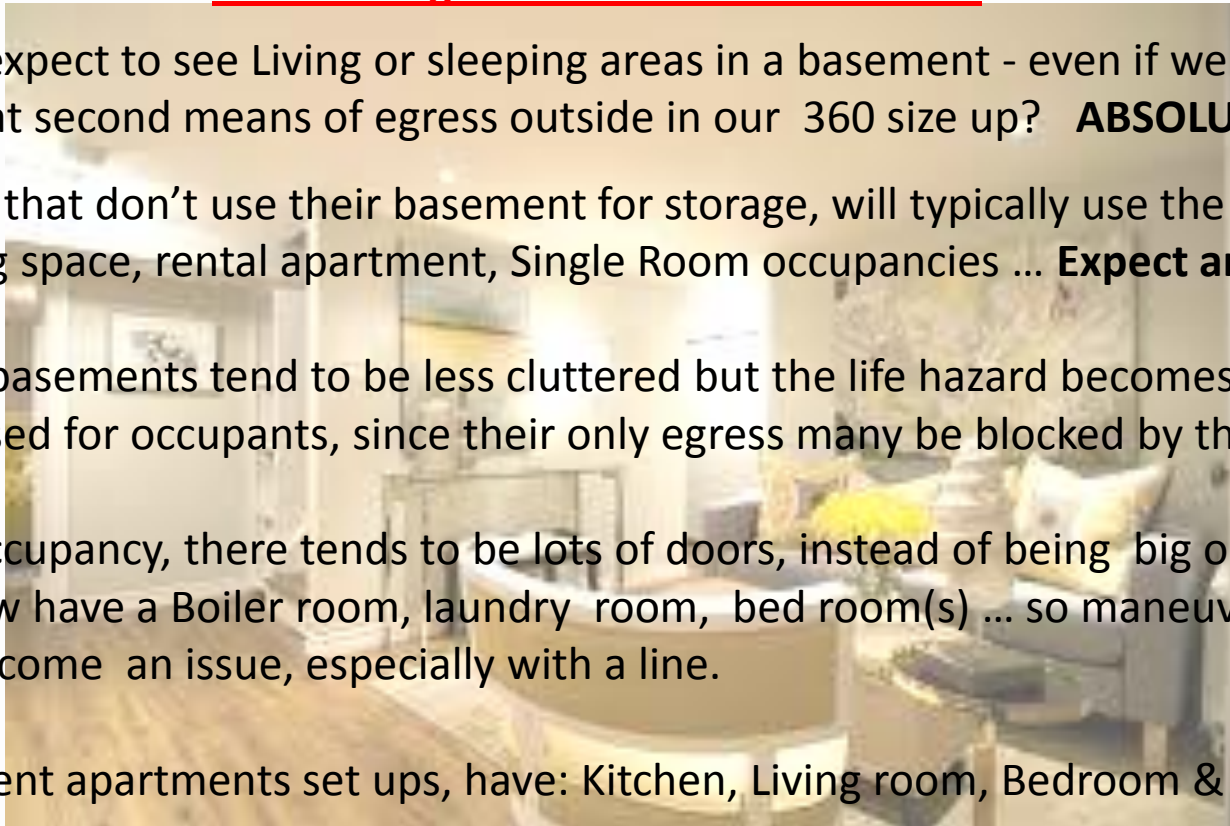 expect to see Living or sleeping areas in a basement - even if we
nt second means of egress outside in our 360 size up? ABSOLU
that don’t use their basement for storage, will typically use the
g space, rental apartment, Single Room occupancies ... Expect an
basements tend to be less cluttered but the life hazard becomes
sed for occupants, since their only egress many be blocked by th
ccupancy, there tends to be lots of doors, instead of being big o
w have a Boiler room, laundry room, bed room(s) ... so maneuv
come an issue, especially with a line.
ent apartments set ups, have: Kitchen, Living room, Bedroom &